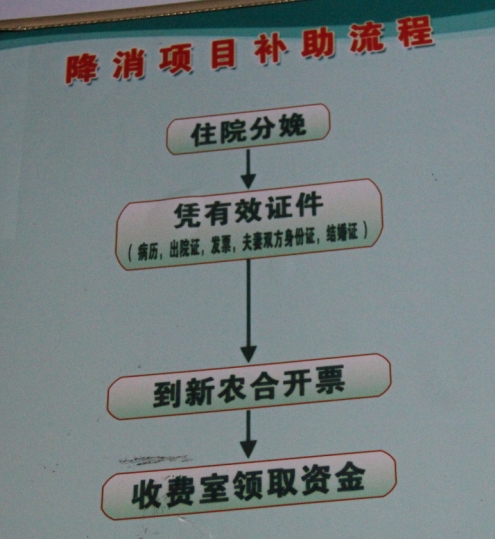 降消项目补助流程
住院分娩
凭有效证件
(病历，出院证，发票，夫妻双方身份证，结婚证)
到新农合开票
收费室领取资金